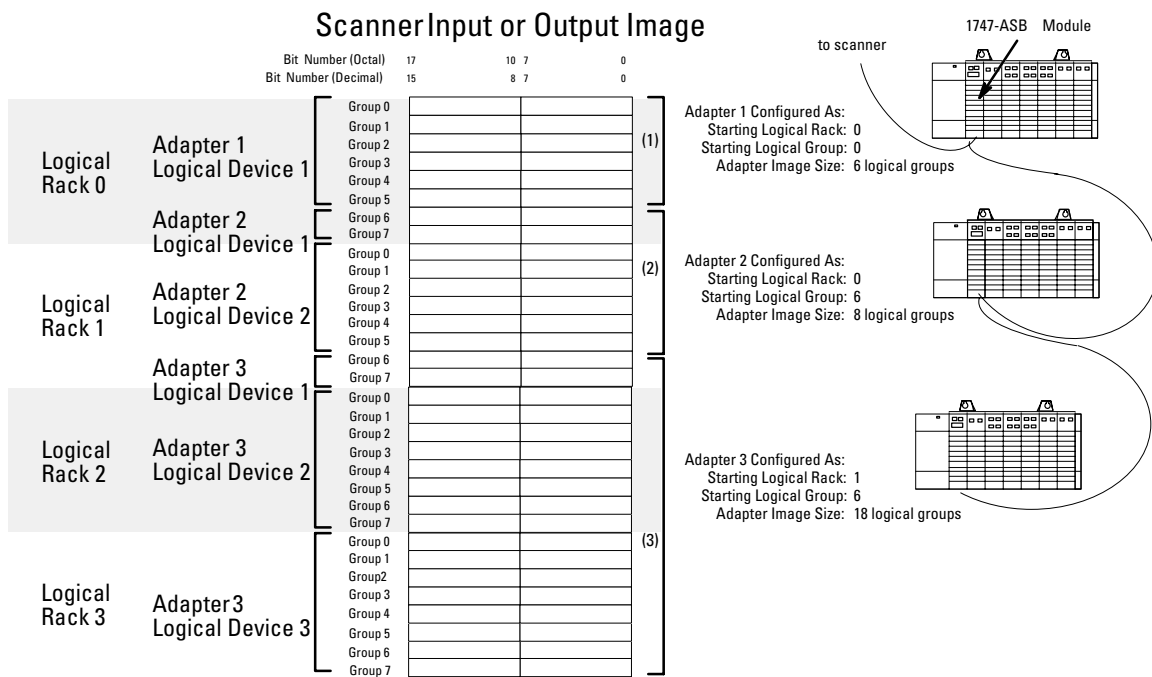 Scanner Input or Output Image
Bit Number (Octal) 17 10 7 0
Bit Number (Decimal) 15 8 7 0
Logical
Rack 0
Adapter 1
Logical Device 1
Group 0
Group 1
Group 2
Group 3
Group 4
Group 5
(1)
Adapter 2
Logical Device 1
Group 6
Group 7
Logical
Rack 1
Adapter 2
Logical Device 2
Group 0
Group 1
Group 2
Group 3
Group 4
Group 5
(2)
Adapter 3
Logical Device 1
Group 6
Group 7
Logical
Rack 2
Adapter 3
Logical Device 2
Group 0
Group 1
Group 2
Group 3
Group 4
Group 5
Group 6
Group 7
(3)
Logical
Rack 3
Adapter3
Logical Device 3
Group 0
Group 1
Group2
Group 3
Group 4
Group 5
Group 6
Group 7
to scanner
1747-ASB Module
Adapter 1 Configured As:
Starting Logical Rack: 0
Starting Logical Group: 0
Adapter Image Size: 6 logical groups
Adapter 2 Configured As:
Starting Logical Rack: 0
Starting Logical Group: 6
Adapter Image Size: 8 logical groups
Adapter 3 Configured As:
Starting Logical Rack: 1
Starting Logical Group: 6
Adapter Image Size: 18 logical groups